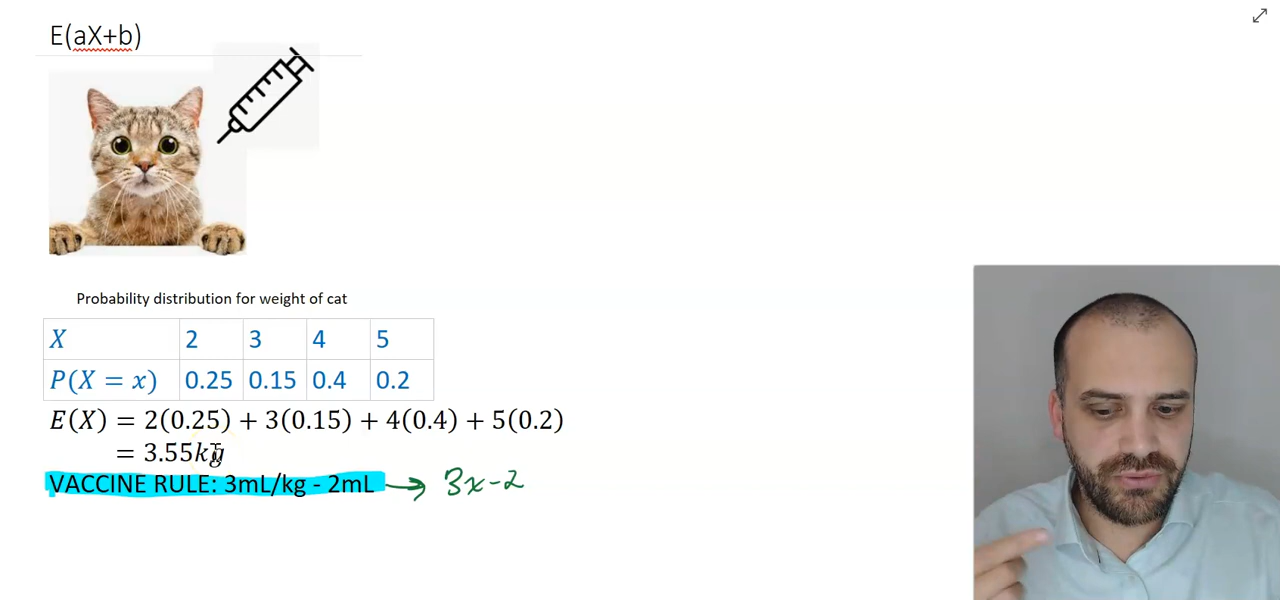 E(aX+b)
Probability distribution for weight of cat
X 2 3 4 5
P(X = x) 0.25 0.15 0.4 0.2
E(X) = 2(0.25) + 3(0.15) + 4(0.4) + 5(0.2)
= 3.55kg
VACCINE RULE: 3mL/kg - 2mL → 3x-2